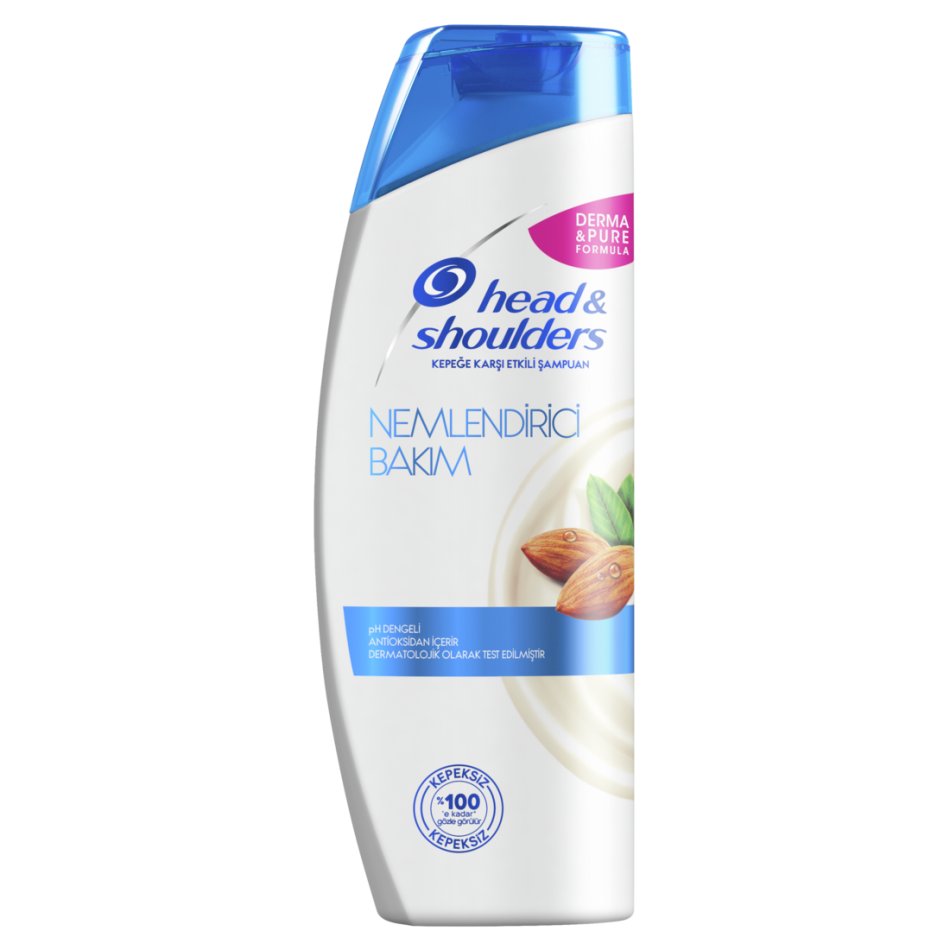 DERMA
&PURE
FORMULA
head&
shoulders
KEPEĞE KARŞI ETKİLİ ŞAMPUAN
NEMLENDİRİCİ
BAKIM
pH DENGELİ
ANTİOKSİDAN İÇERİR
DERMATOLOJİK OLARAK TEST EDİLMİŞTİR
KEPEKSİZ
%100
'e kadar*
gözle görülür
KEPEKSİZ